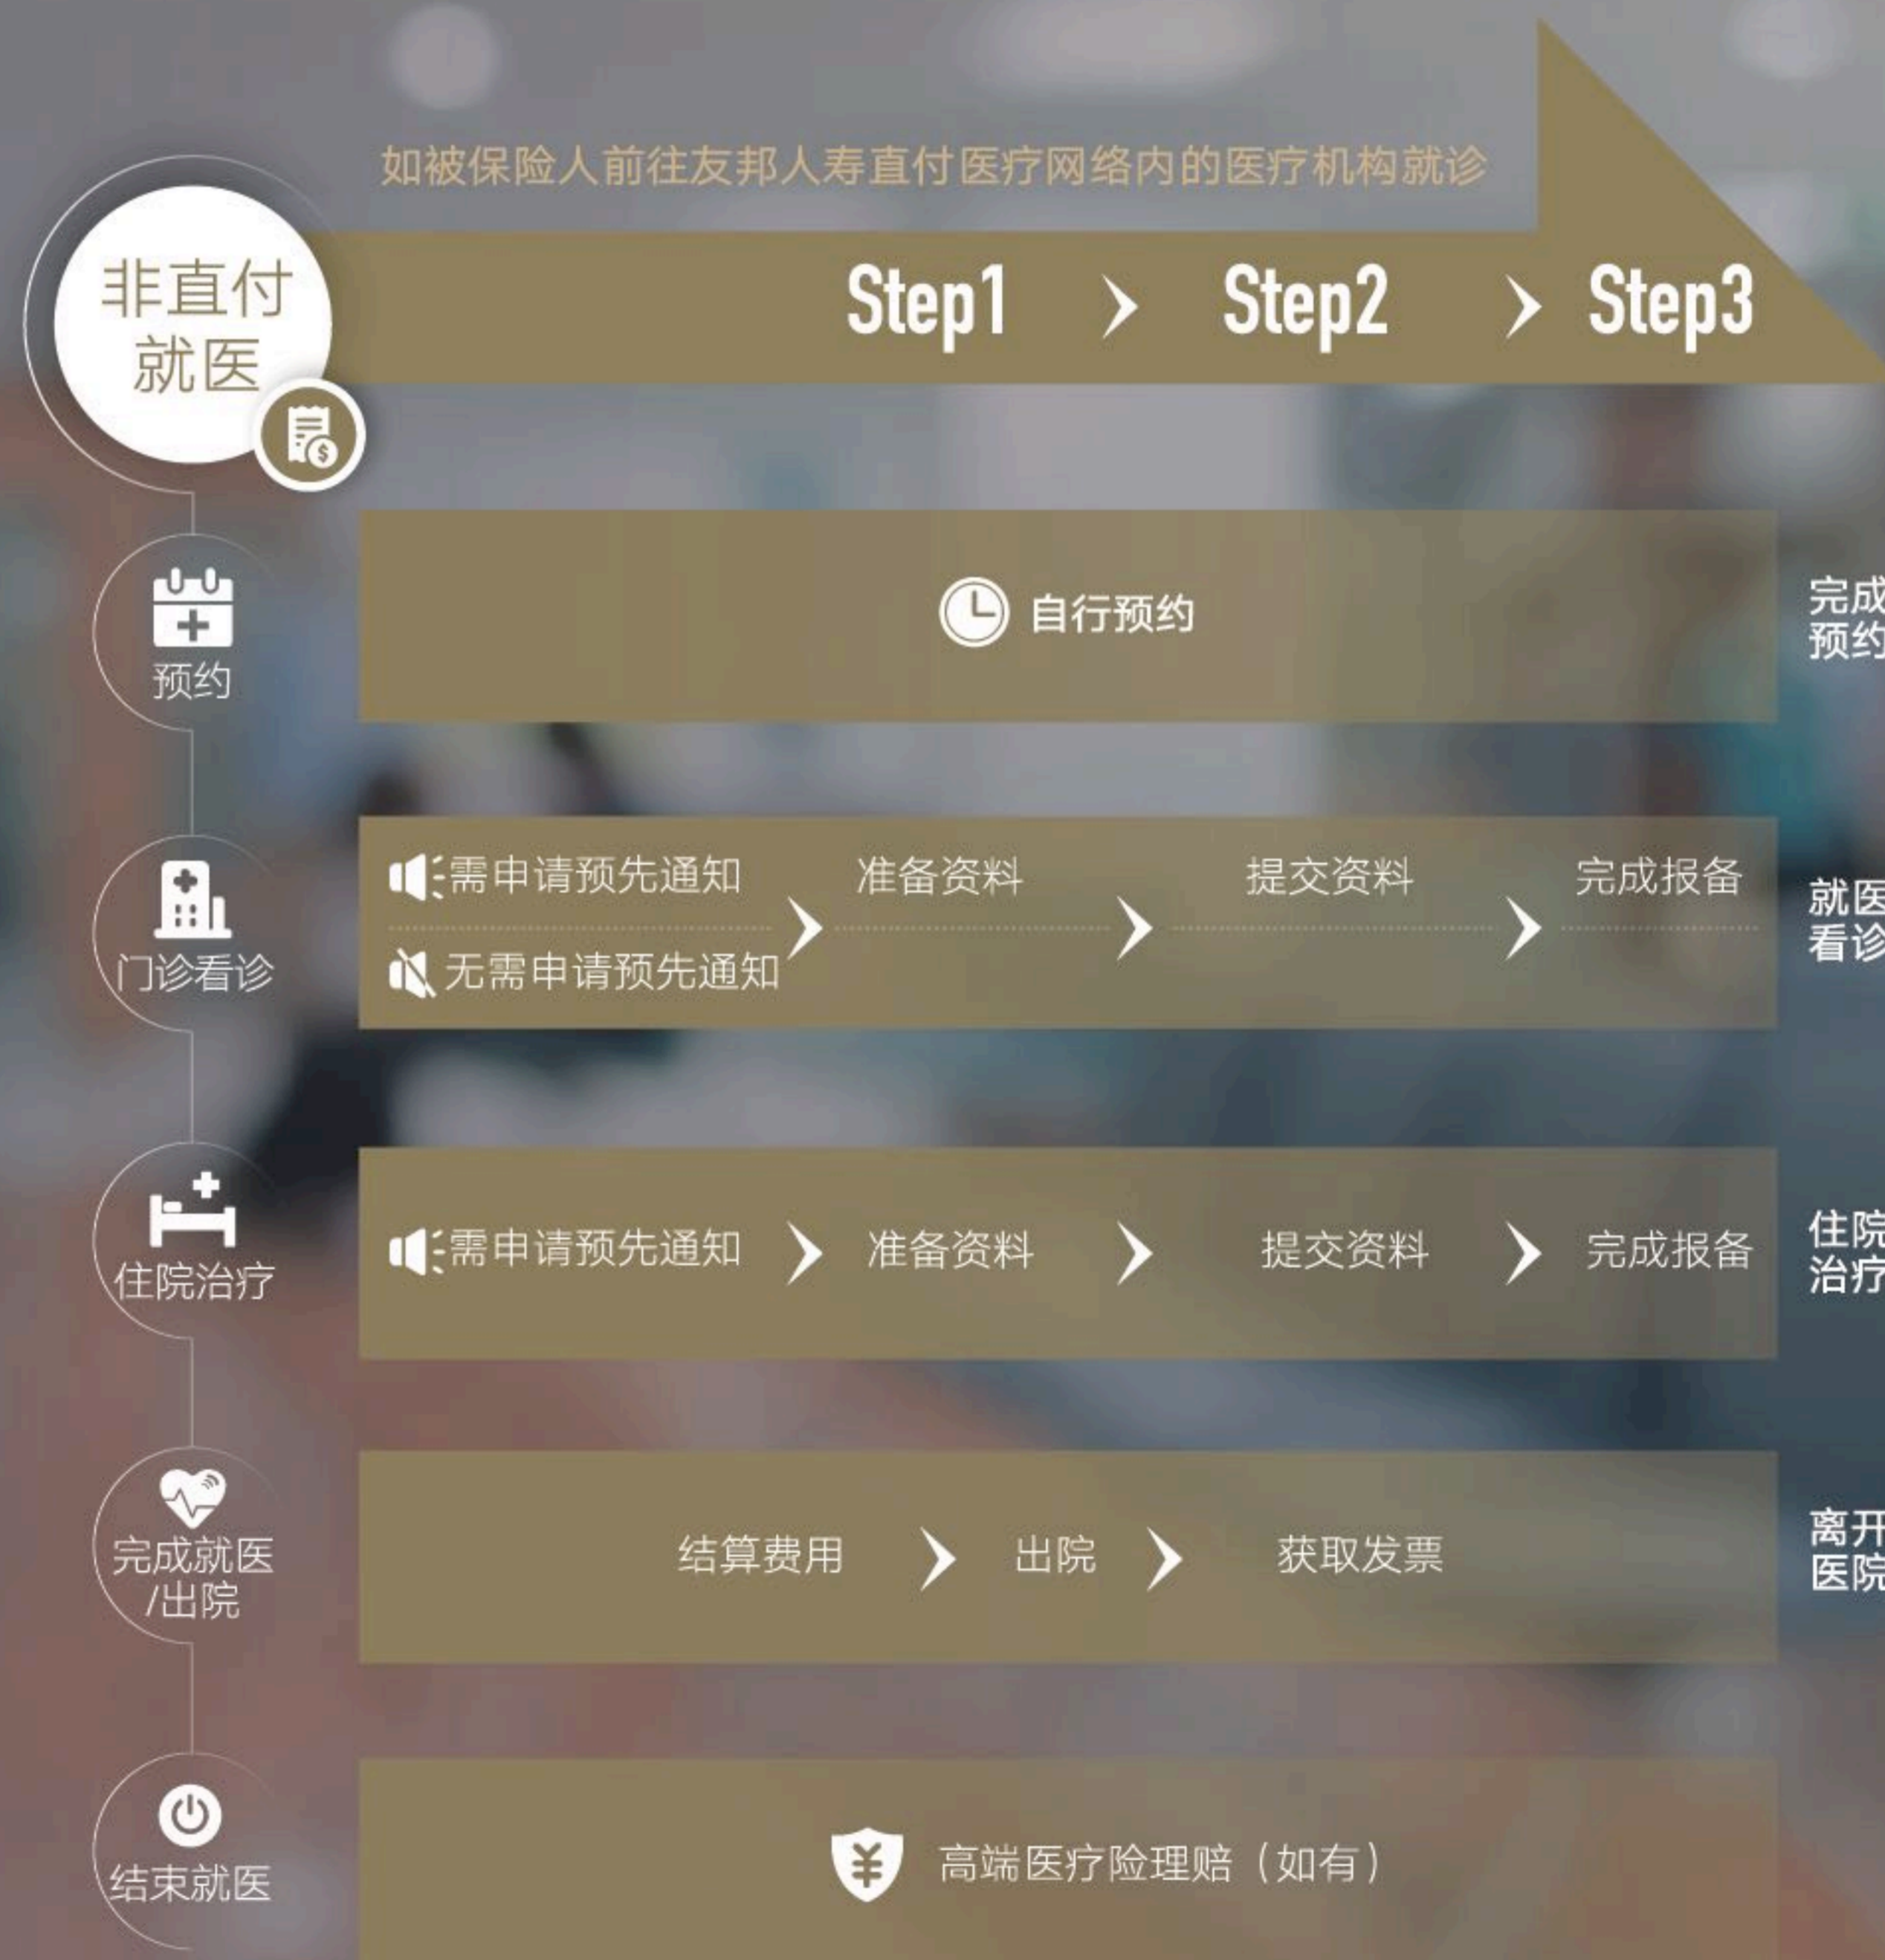 如被保险人前往友邦人寿直付医疗网络内的医疗机构就诊
非直付
就医
Step1 Step2 Step3
预约
自行预约
完成
预约
门诊看诊
需申请预先通知 准备资料 提交资料 完成报备
无需申请预先通知
就医
看诊
住院治疗
需申请预先通知 准备资料 提交资料 完成报备
住院
治疗
完成就医
/出院
结算费用 出院 获取发票
离开
医院
结束就医
高端医疗险理赔（如有）